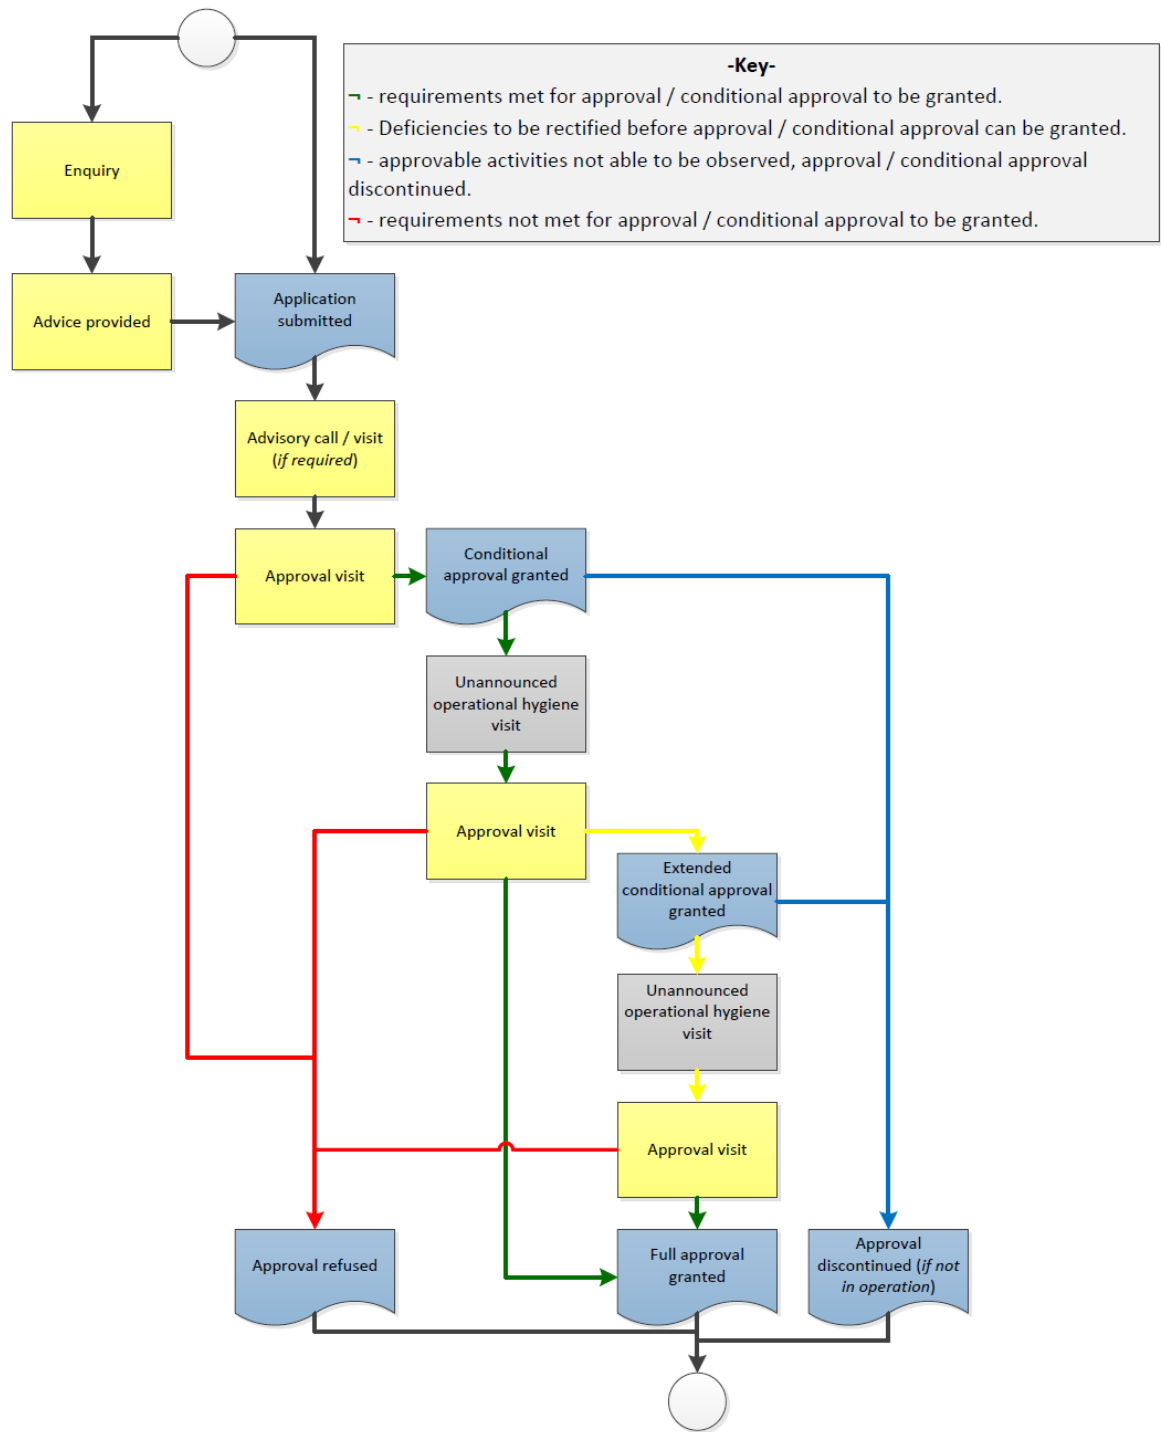 -Key-
¬ - requirements met for approval / conditional approval to be granted.
¬ - Deficiencies to be rectified before approval / conditional approval can be granted.
¬ - approvable activities not able to be observed, approval / conditional approval
discontinued.
¬ - requirements not met for approval / conditional approval to be granted.
Enquiry
Advice provided
Application
submitted
Advisory call / visit
(if required)
Approval visit
Conditional
approval granted
Unannounced
operational hygiene
visit
Approval visit
Extended
conditional approval
granted
Unannounced
operational hygiene
visit
Approval visit
Approval refused
Full approval
granted
Approval
discontinued (if not
in operation)